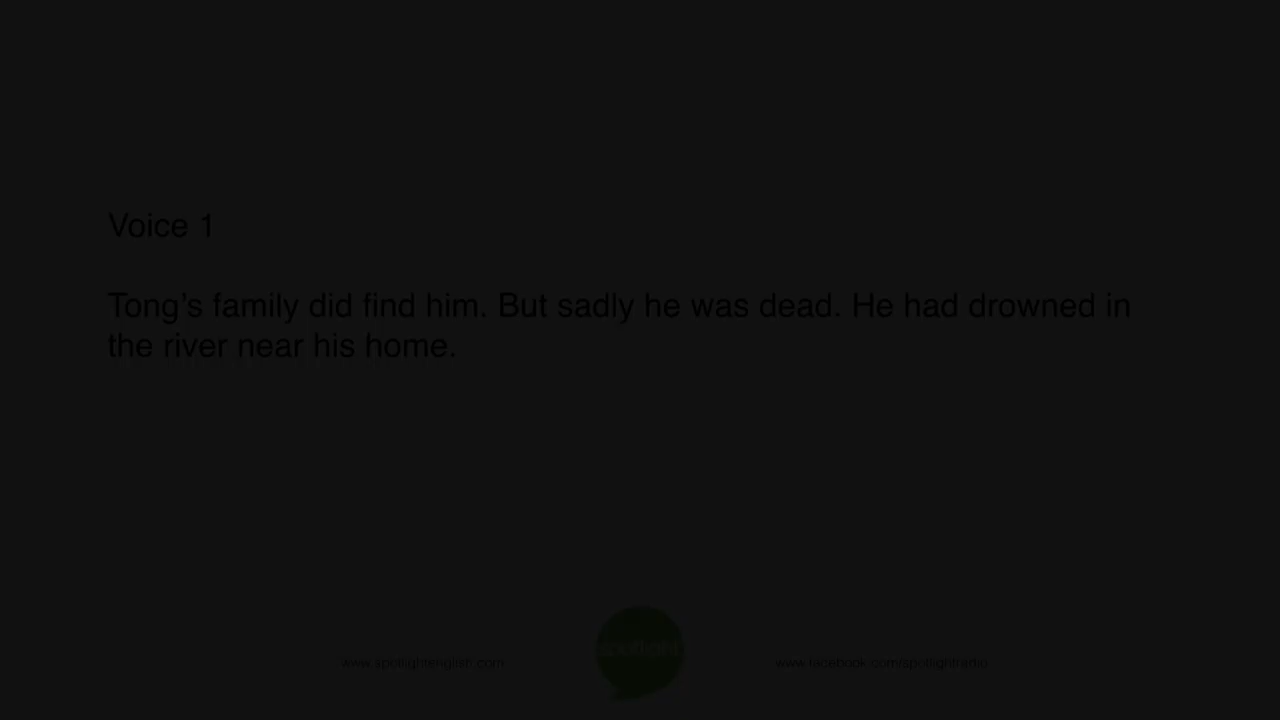 Voice 1
Tong's family did find him. But sadly he was dead. He had drowned in
the river near his home.
spotlight
www.spotlightenglish.com
www.facebook.com/spotlightradio